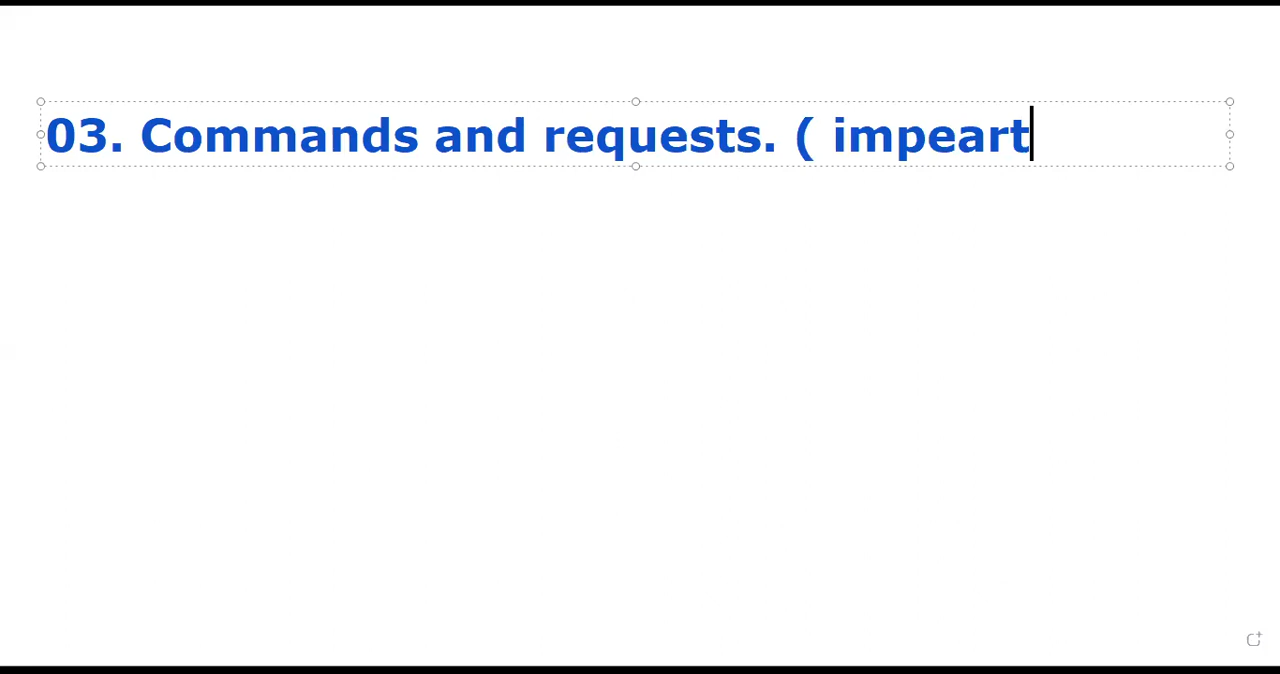 03. Commands and requests. ( impeart